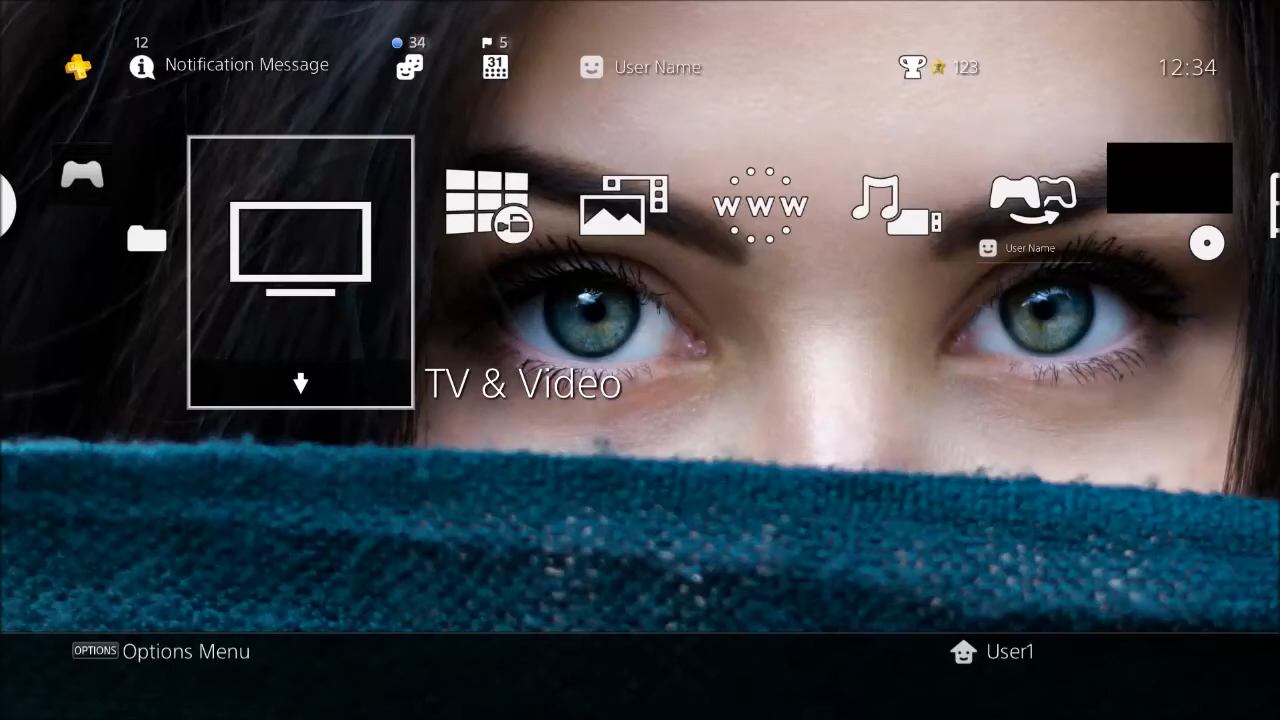 12
Notification Message
34
5
31
User Name
123
12:34
WWW
User Name
TV & Video
OPTIONS Options Menu
User1